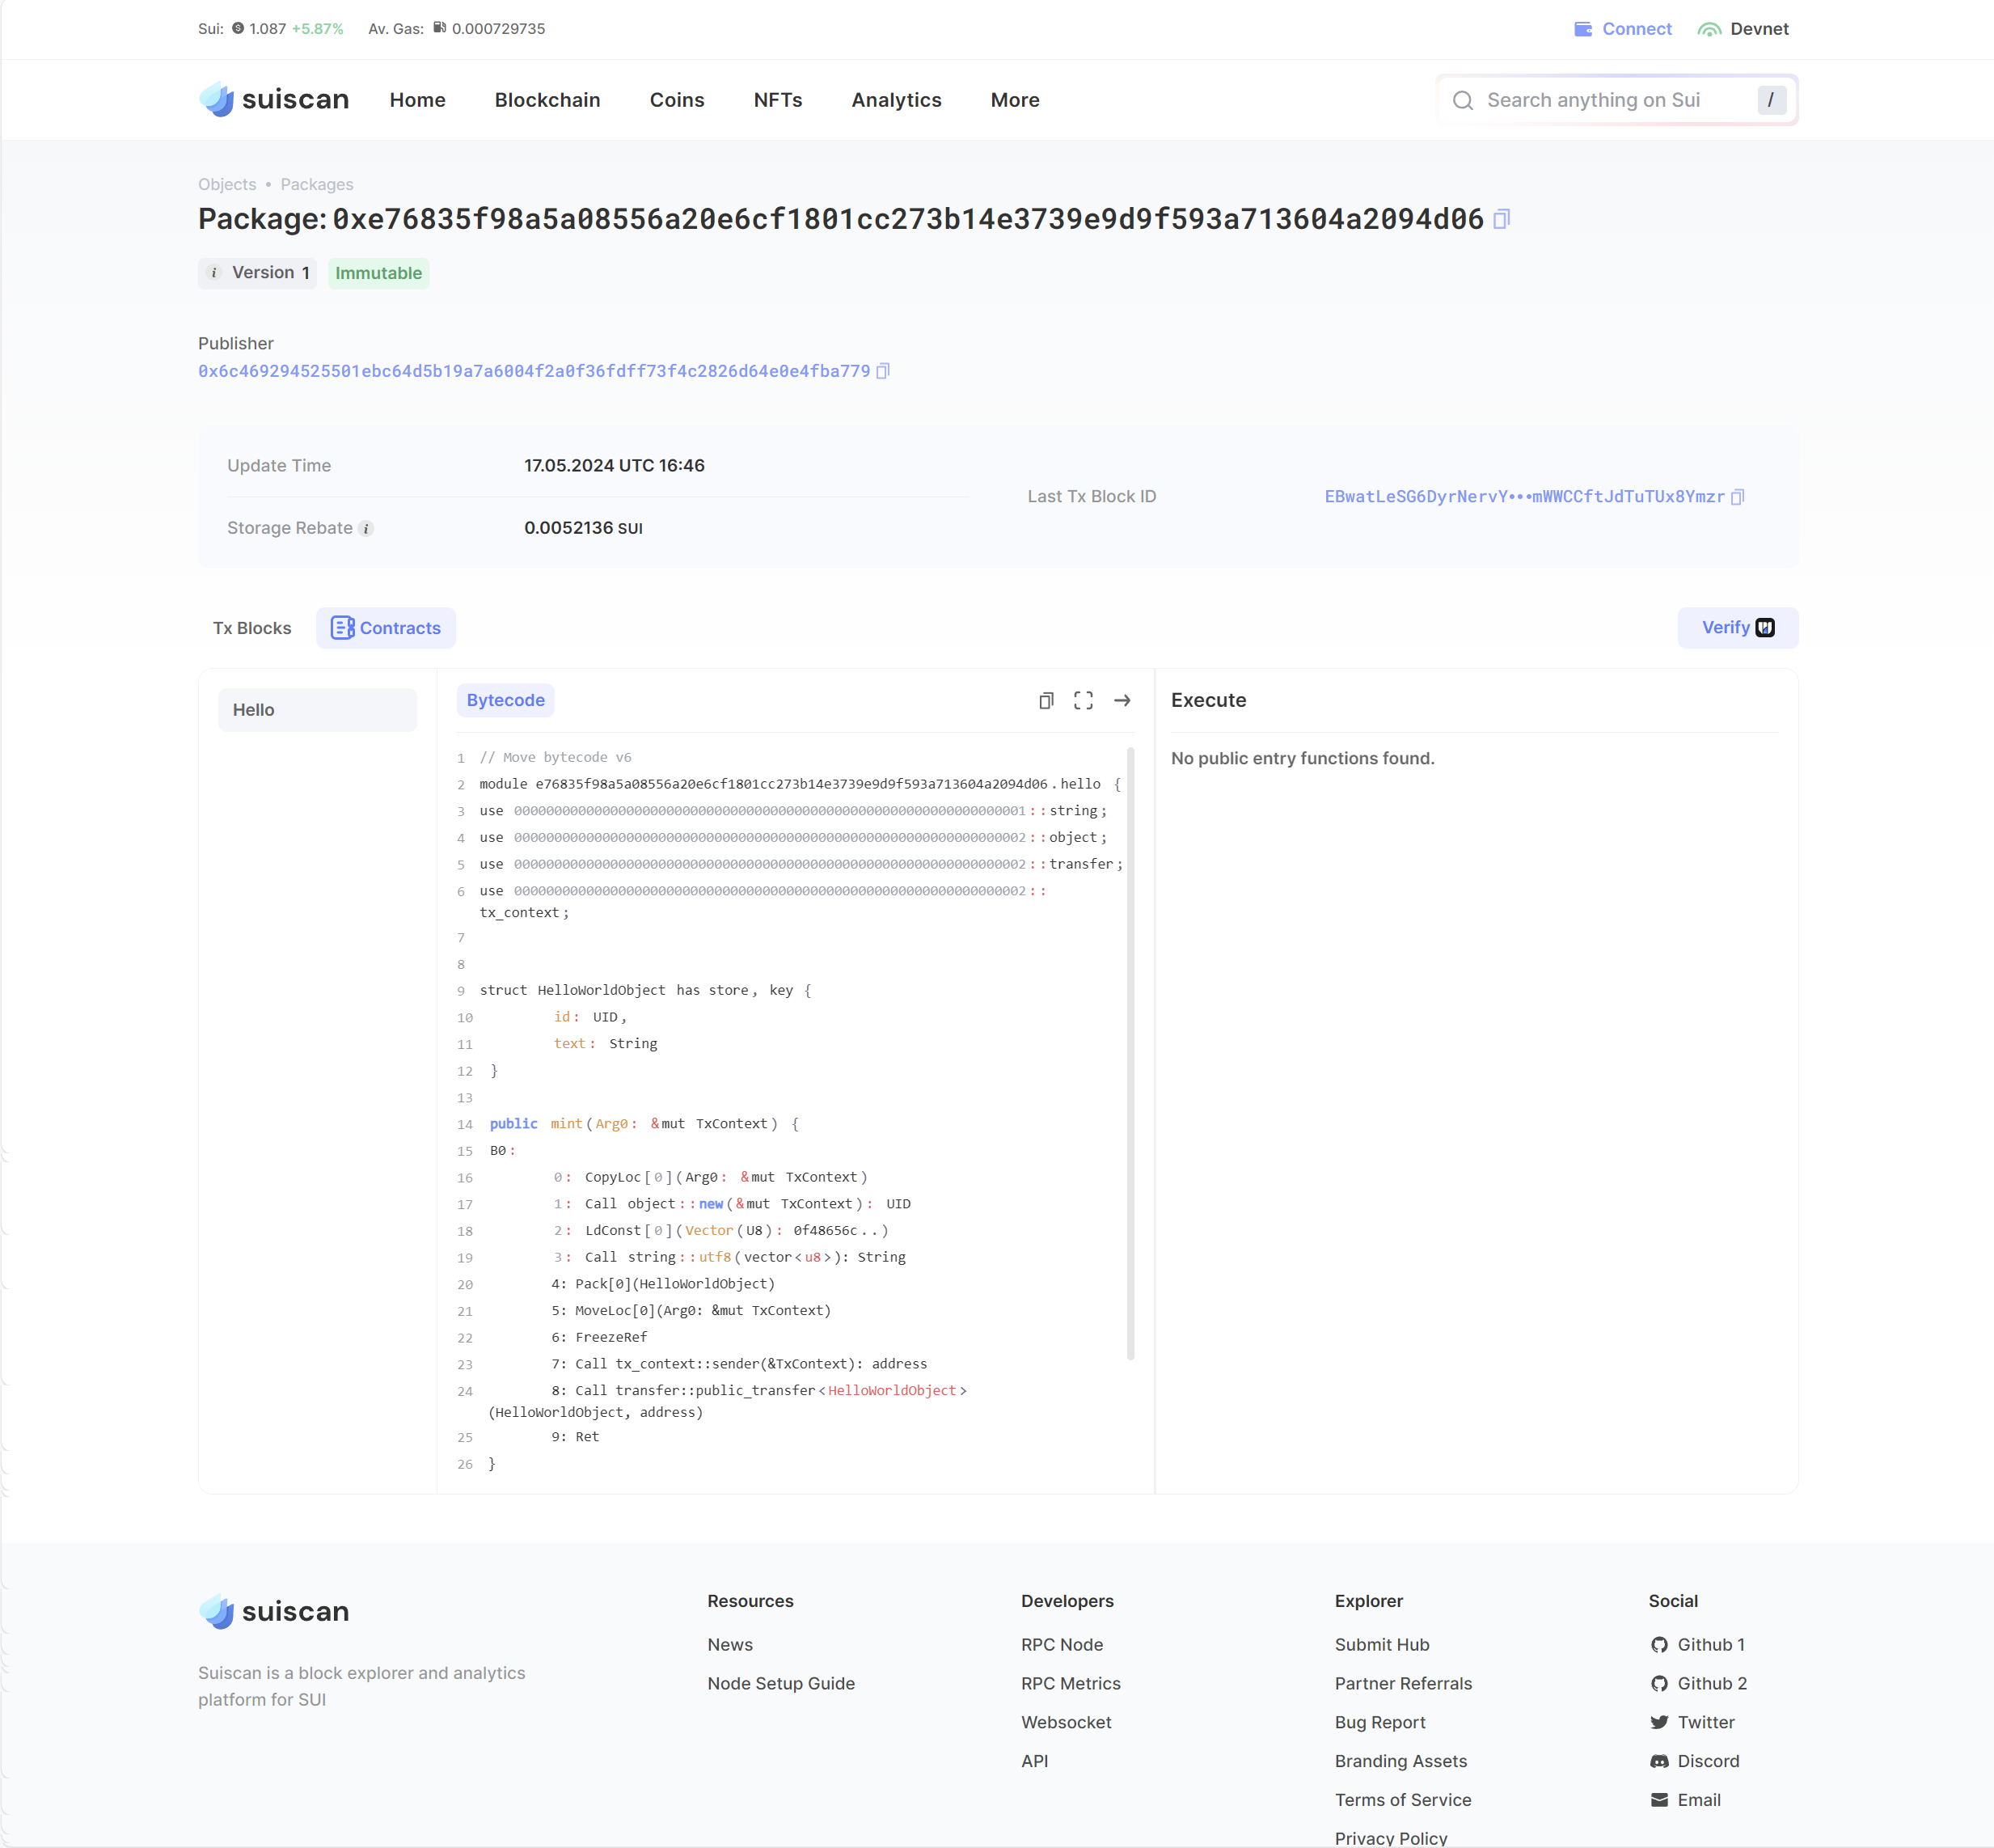 Sui: 1.087 +5.87% Av. Gas: 0.000729735 Connect Devnet
suiscan Home Blockchain Coins NFTs Analytics More Search anything on Sui /
Objects • Packages
Package: 0xe76835f98a5a08556a20e6cf1801cc273b14e3739e9d9f593a713604a2094d06
i Version 1 Immutable
Publisher
0x6c469294525501ebc64d5b19a7a6004f2a0f36fdff73f4c2826d64e0e4fba779
Update Time 17.05.2024 UTC 16:46
Last Tx Block ID EBwatLeSG6DyrNervY•••mWWCCftJdTuTUx8Ymzr
Storage Rebate i 0.0052136 SUI
Tx Blocks Contracts Verify
Hello
Bytecode
Execute
No public entry functions found.
1 // Move bytecode v6
2 module e76835f98a5a08556a20e6cf1801cc273b14e3739e9d9f593a713604a2094d06.hello {
3 use 0000000000000000000000000000000000000000000000000000000000000001::string;
4 use 0000000000000000000000000000000000000000000000000000000000000002::object;
5 use 0000000000000000000000000000000000000000000000000000000000000002::transfer;
6 use 0000000000000000000000000000000000000000000000000000000000000002::
tx_context;
7
8
9 struct HelloWorldObject has store, key {
10 id: UID,
11 text: String
12 }
13
14 public mint(Arg0: &mut TxContext) {
15 B0:
16 0: CopyLoc[0](Arg0: &mut TxContext)
17 1: Call object::new(&mut TxContext): UID
18 2: LdConst[0](Vector(U8): 0f48656c..)
19 3: Call string::utf8(vector<u8>): String
20 4: Pack[0](HelloWorldObject)
21 5: MoveLoc[0](Arg0: &mut TxContext)
22 6: FreezeRef
23 7: Call tx_context::sender(&TxContext): address
24 8: Call transfer::public_transfer<HelloWorldObject>
(HelloWorldObject, address)
25 9: Ret
26 }
suiscan
Suiscan is a block explorer and analytics
platform for SUI
Resources
News
Node Setup Guide
Developers
RPC Node
RPC Metrics
Websocket
API
Explorer
Submit Hub
Partner Referrals
Bug Report
Branding Assets
Terms of Service
Privacy Policy
Social
Github 1
Github 2
Twitter
Discord
Email